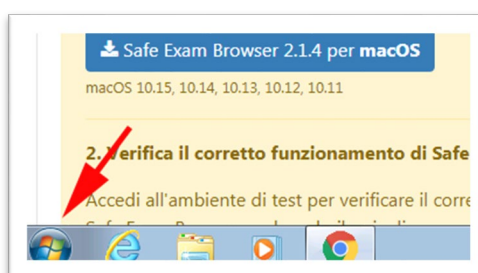 Safe Exam Browser 2.1.4 per macOS
macOS 10.15, 10.14, 10.13, 10.12, 10.11
2. Verifica il corretto funzionamento di Safe
Accedi all'ambiente di test per verificare il corre